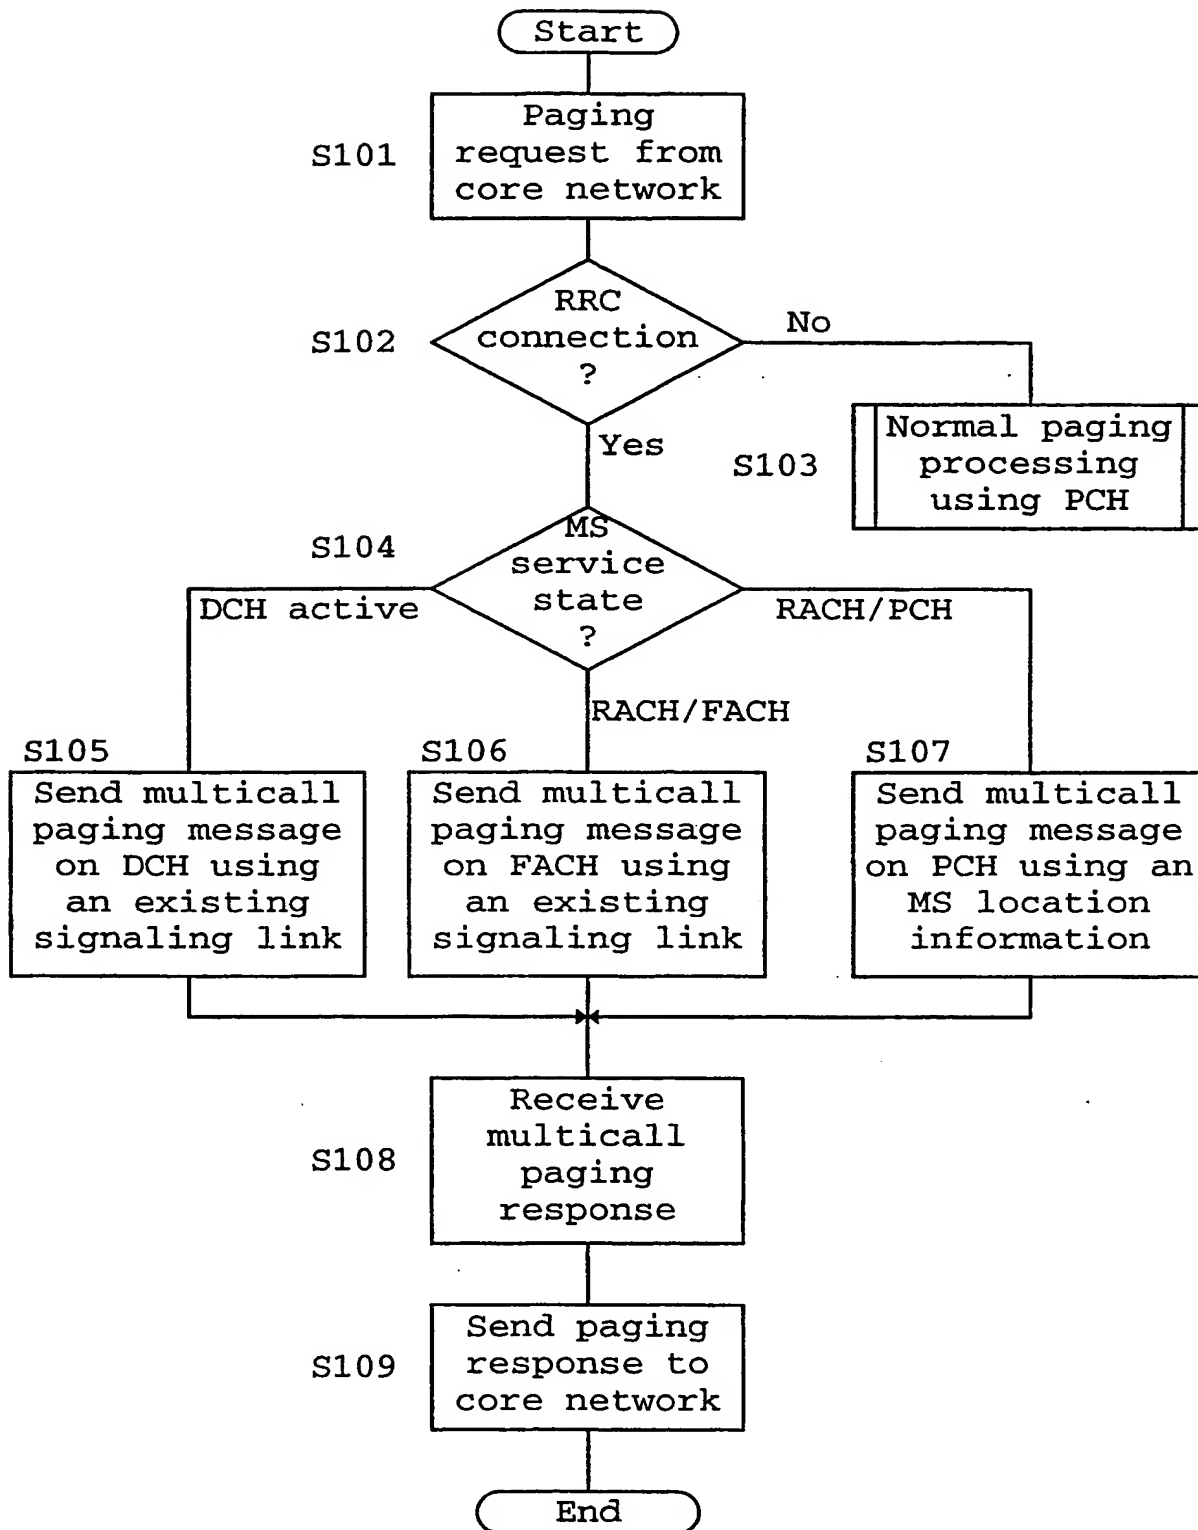 Start
S101
Paging
request from
core network
S102
RRC
connection
?
No
Yes
S103
Normal paging
processing
using PCH
S104
MS
service
state
?
DCH active
RACH/PCH
RACH/FACH
S105
Send multicall
paging message
on DCH using
an existing
signaling link
S106
Send multicall
paging message
on FACH using
an existing
signaling link
S107
Send multicall
paging message
on PCH using an
MS location
information
S108
Receive
multicall
paging
response
S109
Send paging
response to
core network
End